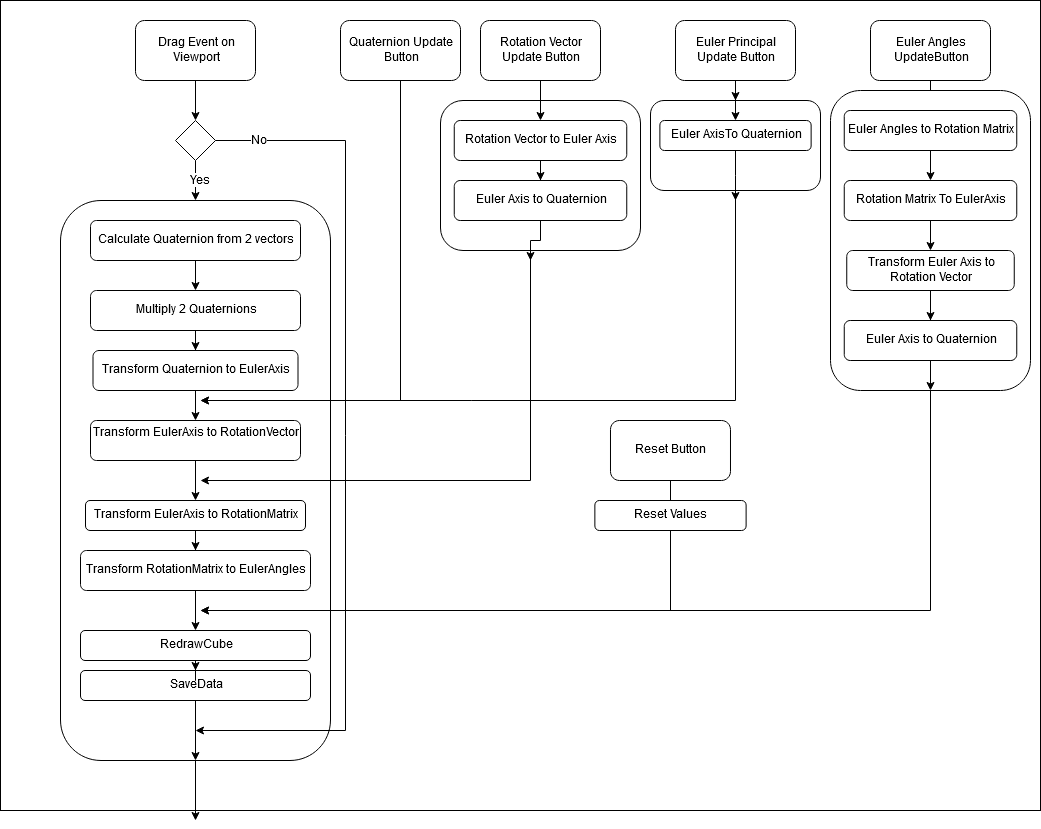 Drag Event on
Viewport
Quaternion Update
Button
Rotation Vector
Update Button
Euler Principal
Update Button
Euler Angles
UpdateButton
No
Yes
Rotation Vector to Euler Axis
Euler Axis to Quaternion
Euler AxisTo Quaternion
Euler Angles to Rotation Matrix
Rotation Matrix To EulerAxis
Transform Euler Axis to
Rotation Vector
Euler Axis to Quaternion
Calculate Quaternion from 2 vectors
Multiply 2 Quaternions
Transform Quaternion to EulerAxis
Transform EulerAxis to RotationVector
Transform EulerAxis to RotationMatrix
Transform RotationMatrix to EulerAngles
Reset Button
Reset Values
RedrawCube
SaveData